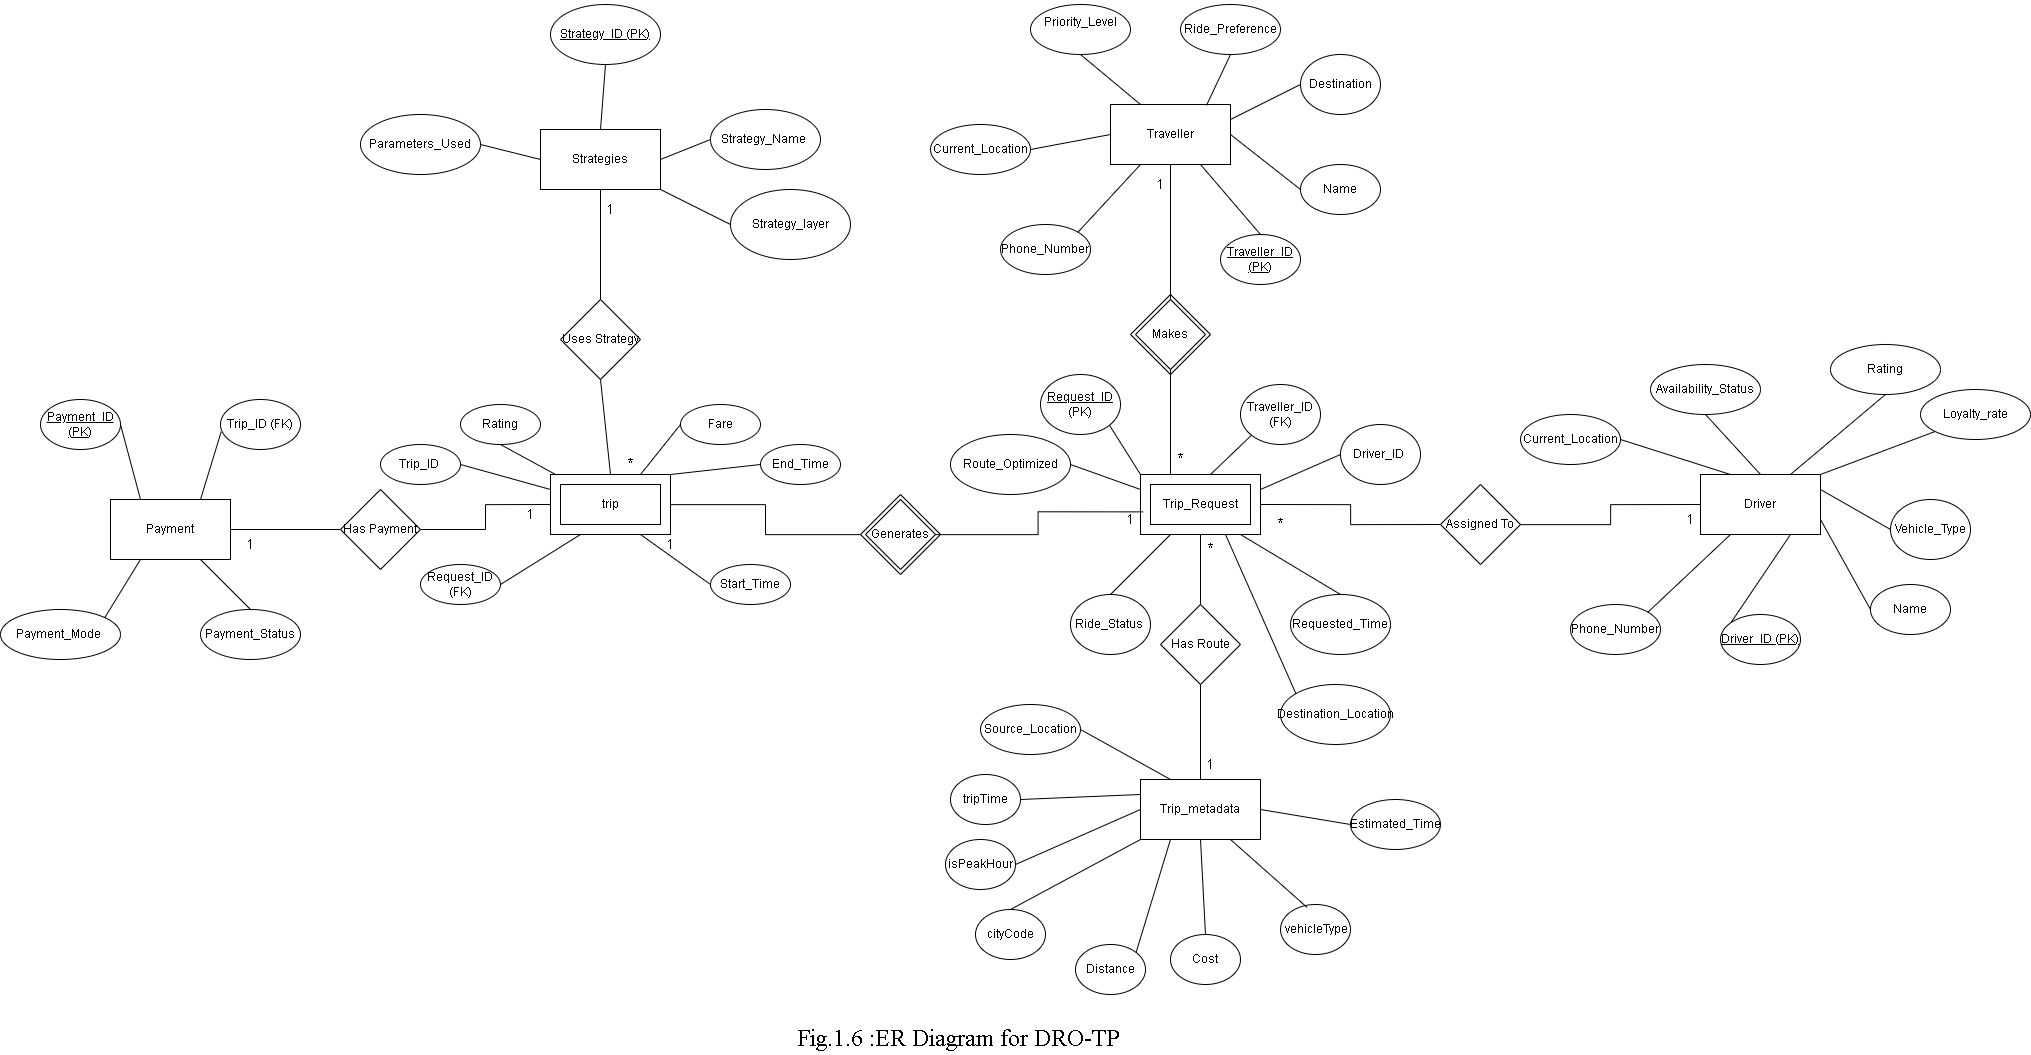 Strategy_ID (PK)
Parameters_Used
Strategies
Strategy_Name
Strategy_layer
1
Uses Strategy
*
Priority_Level
Ride_Preference
Destination
Traveller
Current_Location
Name
Phone_Number
Traveller_ID
(PK)
1
Makes
*
Payment_ID
(PK)
Trip_ID (FK)
Payment
Payment_Mode
Payment_Status
1
Has Payment
1
Rating
Fare
Trip_ID
End_Time
trip
Request_ID
(FK)
Start_Time
1
Generates
1
Request_ID
(PK)
Traveller_ID
(FK)
Route_Optimized
Driver_ID
Trip_Request
Ride_Status
Requested_Time
Destination_Location
*
Assigned To
1
Availability_Status
Rating
Current_Location
Loyalty_rate
Driver
Vehicle_Type
Name
Phone_Number
Driver_ID (PK)
*
Has Route
1
Source_Location
tripTime
Trip_metadata
Estimated_Time
isPeakHour
cityCode
Distance
Cost
vehicleType
Fig.1.6 :ER Diagram for DRO-TP